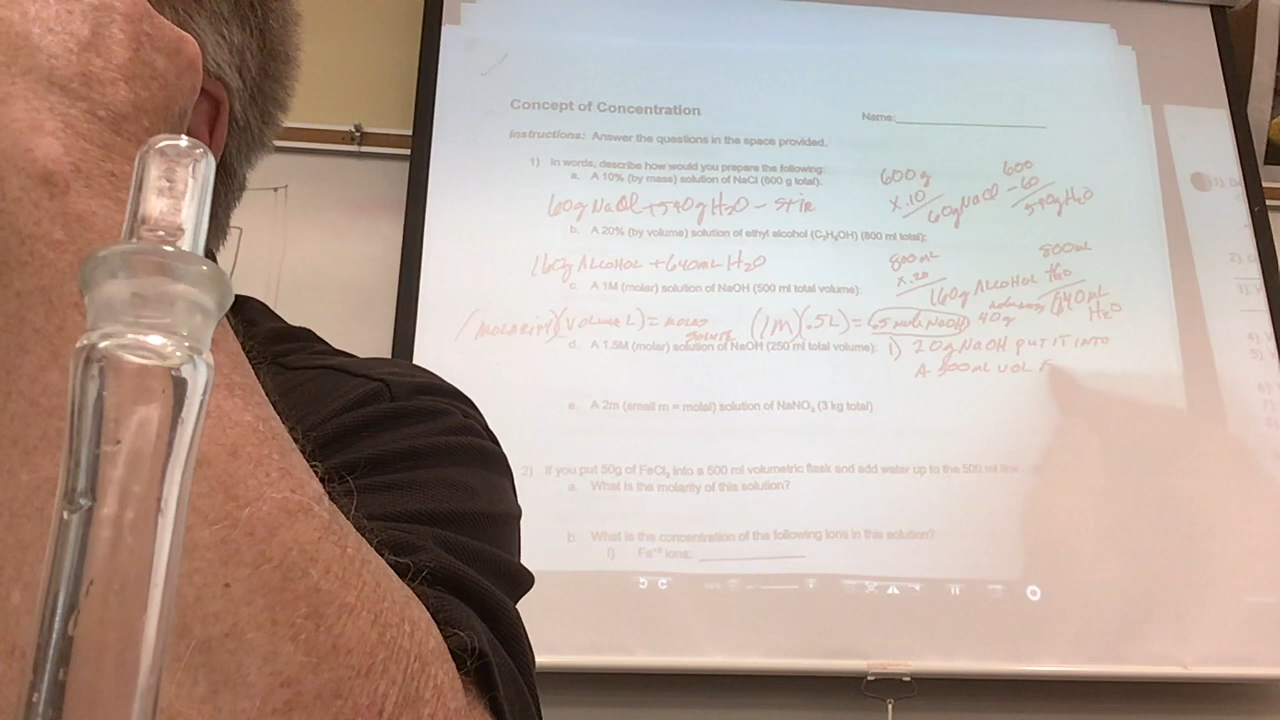 Concept of Concentration
Name:
Instructions: Answer the questions in the space provided.
1) In words, describe how would you prepare the following:
a. A 10% (by mass) solution of NaCl (600 g total):
600 g
x.10
60g NaCl
600
-60
540g H2O
60g NaCl + 540g H2O - stir
b. A 20% (by volume) solution of ethyl alcohol (C2H5OH) (800 ml total):
160g Alcohol + 640mL H2O
800mL
x.20
160g Alcohol
800mL
160
640mL
H2O
c. A 1M (molar) solution of NaOH (500 ml total volume):
(Molarity)(Volume L) = moles
solute
(1M)(.5L) = .5 mole NaOH
40g
d. A 1.5M (molar) solution of NaOH (250 ml total volume):
1) 20g NaOH put it into
A 500mL vol F
e. A 2m (small m = molal) solution of NaNO3 (3 kg total)
2) If you put 50g of FeCl3 into a 500 ml volumetric flask and add water up to the 500 ml line
a. What is the molarity of this solution?
b. What is the concentration of the following ions in this solution?
i) Fe+3 ions: